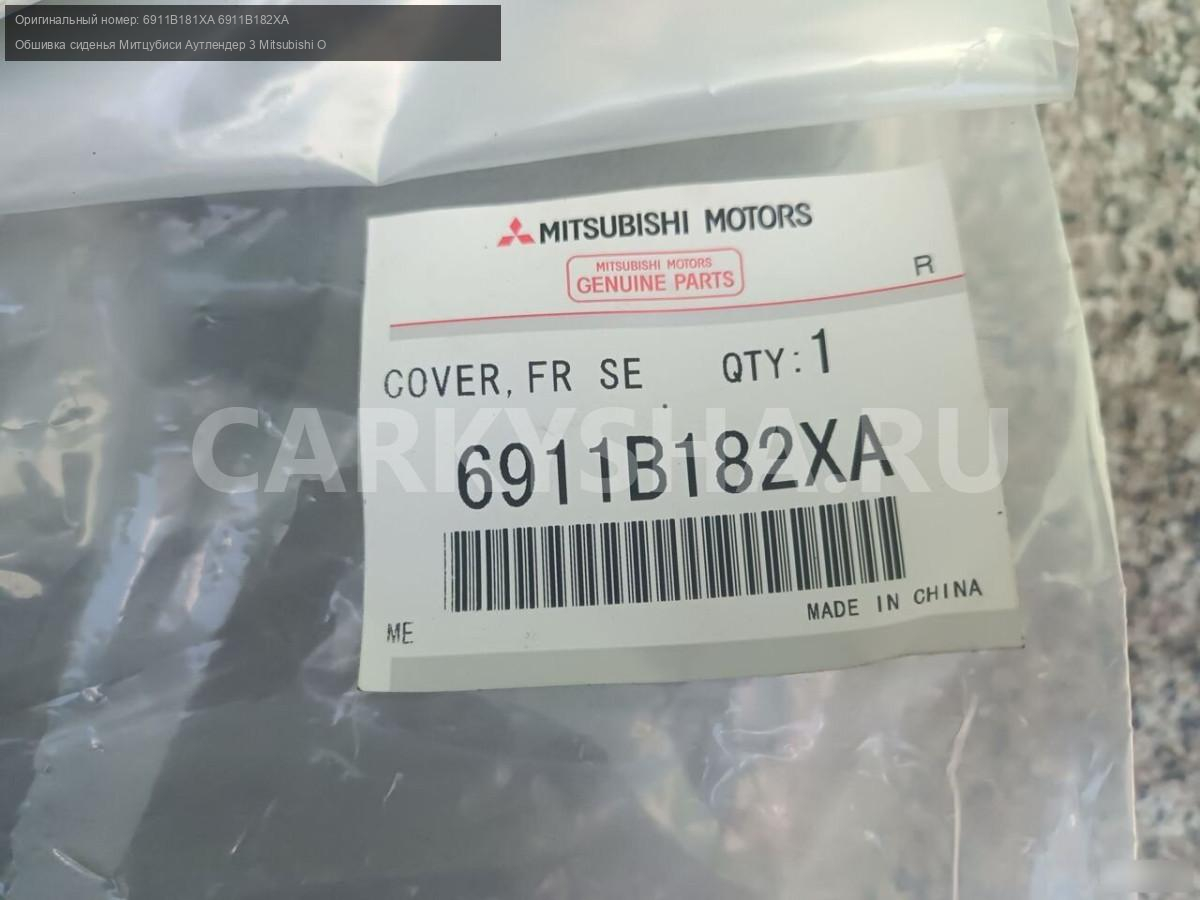 Оригинальный номер: 6911B181XA 6911B182XA
Обшивка сиденья Митцубиси Аутлендер 3 Mitsubishi O
MITSUBISHI MOTORS
MITSUBISHI MOTORS
GENUINE PARTS
R
COVER, FR SE QTY: 1
CARKYSHA.RU
6911B182XA
MADE IN CHINA
ME